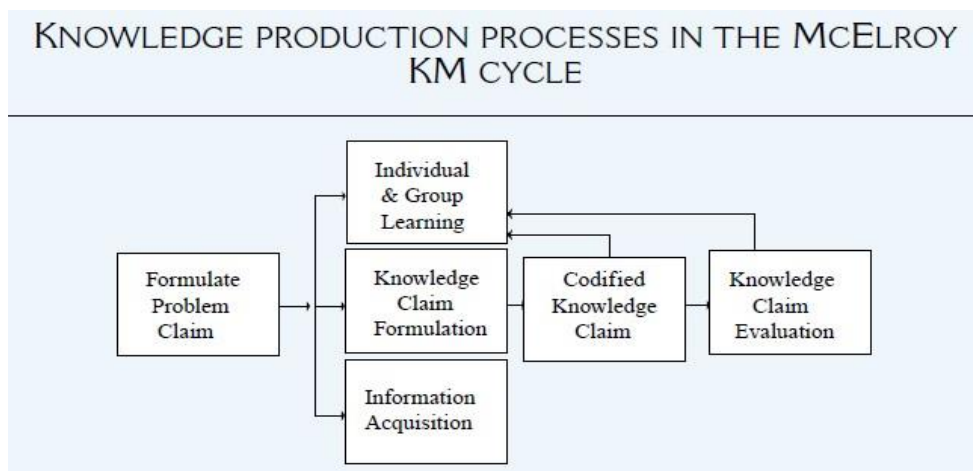 KNOWLEDGE PRODUCTION PROCESSES IN THE MCELROY
KM CYCLE
Individual
& Group
Learning
Formulate
Problem
Claim
Knowledge
Claim
Formulation
Codified
Knowledge
Claim
Knowledge
Claim
Evaluation
Information
Acquisition